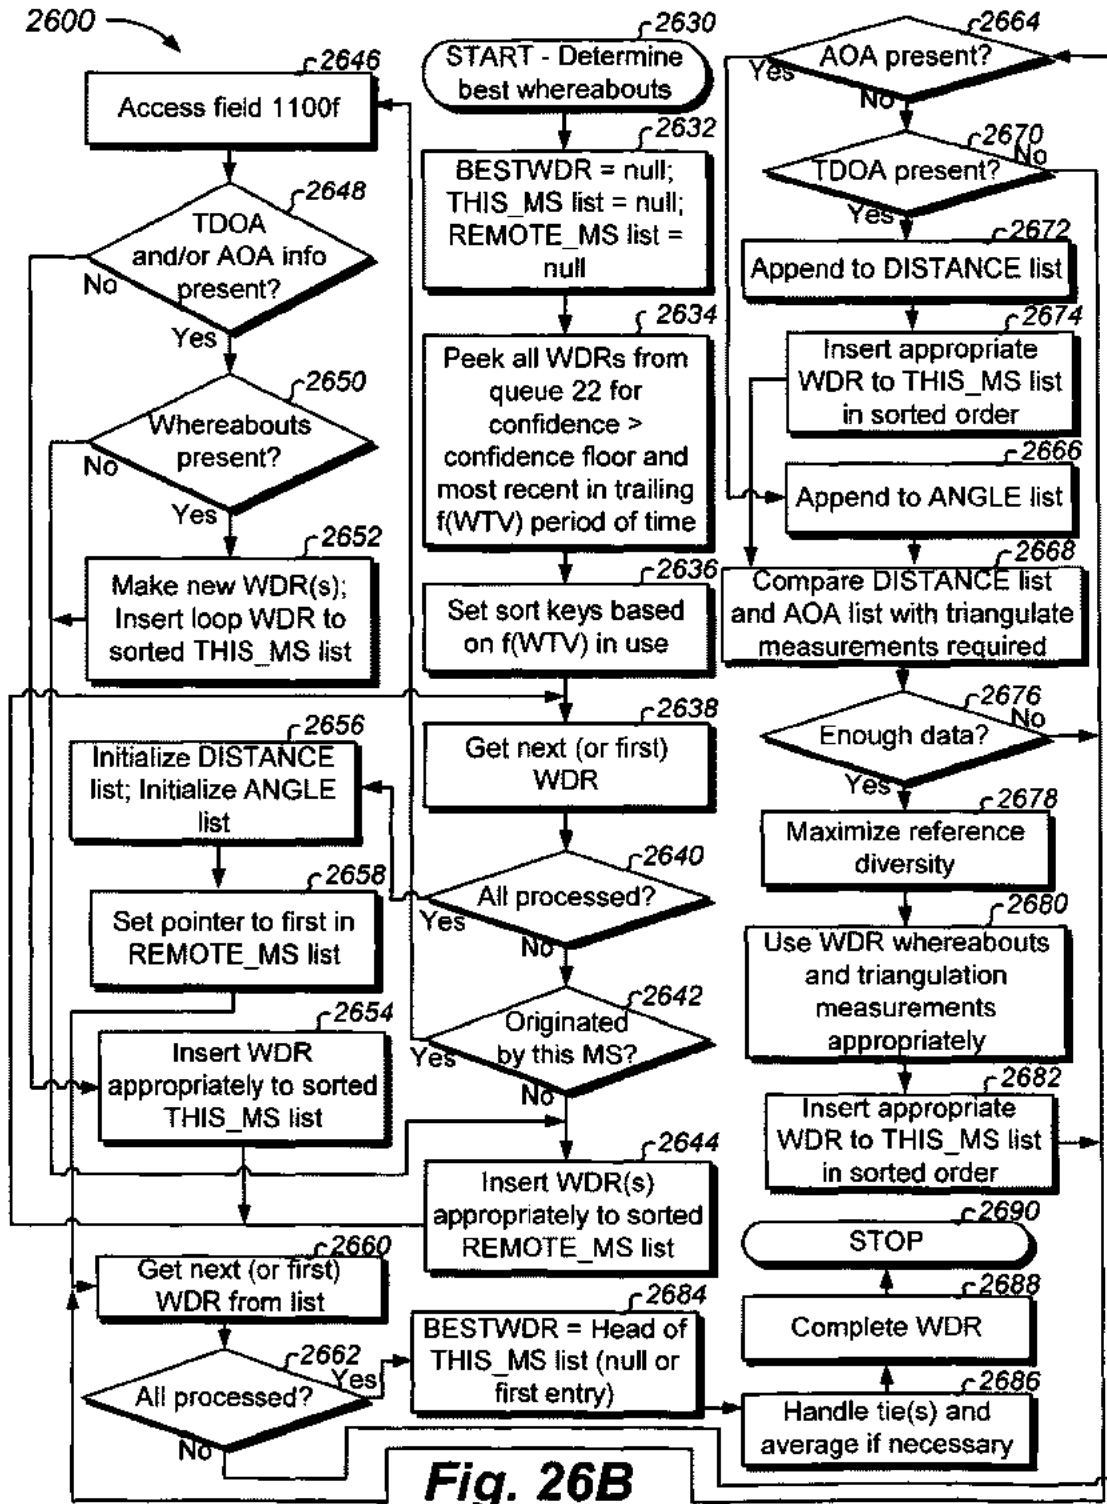 2600
2646
Access field 1100f
2648
TDOA
and/or AOA info
present?
No
Yes
2650
Whereabouts
present?
No
Yes
2652
Make new WDR(s);
Insert loop WDR to
sorted THIS_MS list
2656
Initialize DISTANCE
list; Initialize ANGLE
list
2658
Set pointer to first in
REMOTE_MS list
2654
Insert WDR
appropriately to sorted
THIS_MS list
2660
Get next (or first)
WDR from list
2662
All processed?
Yes
No
2630
START - Determine
best whereabouts
2632
BESTWDR = null;
THIS_MS list = null;
REMOTE_MS list =
null
2634
Peek all WDRs from
queue 22 for
confidence >
confidence floor and
most recent in trailing
f(WTV) period of time
2636
Set sort keys based
on f(WTV) in use
2638
Get next (or first)
WDR
2640
All processed?
Yes
No
2642
Originated
by this MS?
Yes
No
2644
Insert WDR(s)
appropriately to sorted
REMOTE_MS list
2684
BESTWDR = Head of
THIS_MS list (null or
first entry)
2664
AOA present?
Yes
No
2670
No
TDOA present?
Yes
2672
Append to DISTANCE list
2674
Insert appropriate
WDR to THIS_MS list
in sorted order
2666
Append to ANGLE list
2668
Compare DISTANCE list
and AOA list with triangulate
measurements required
2676
No
Enough data?
Yes
2678
Maximize reference
diversity
2680
Use WDR whereabouts
and triangulation
measurements
appropriately
2682
Insert appropriate
WDR to THIS_MS list
in sorted order
2690
STOP
2688
Complete WDR
2686
Handle tie(s) and
average if necessary
Fig. 26B